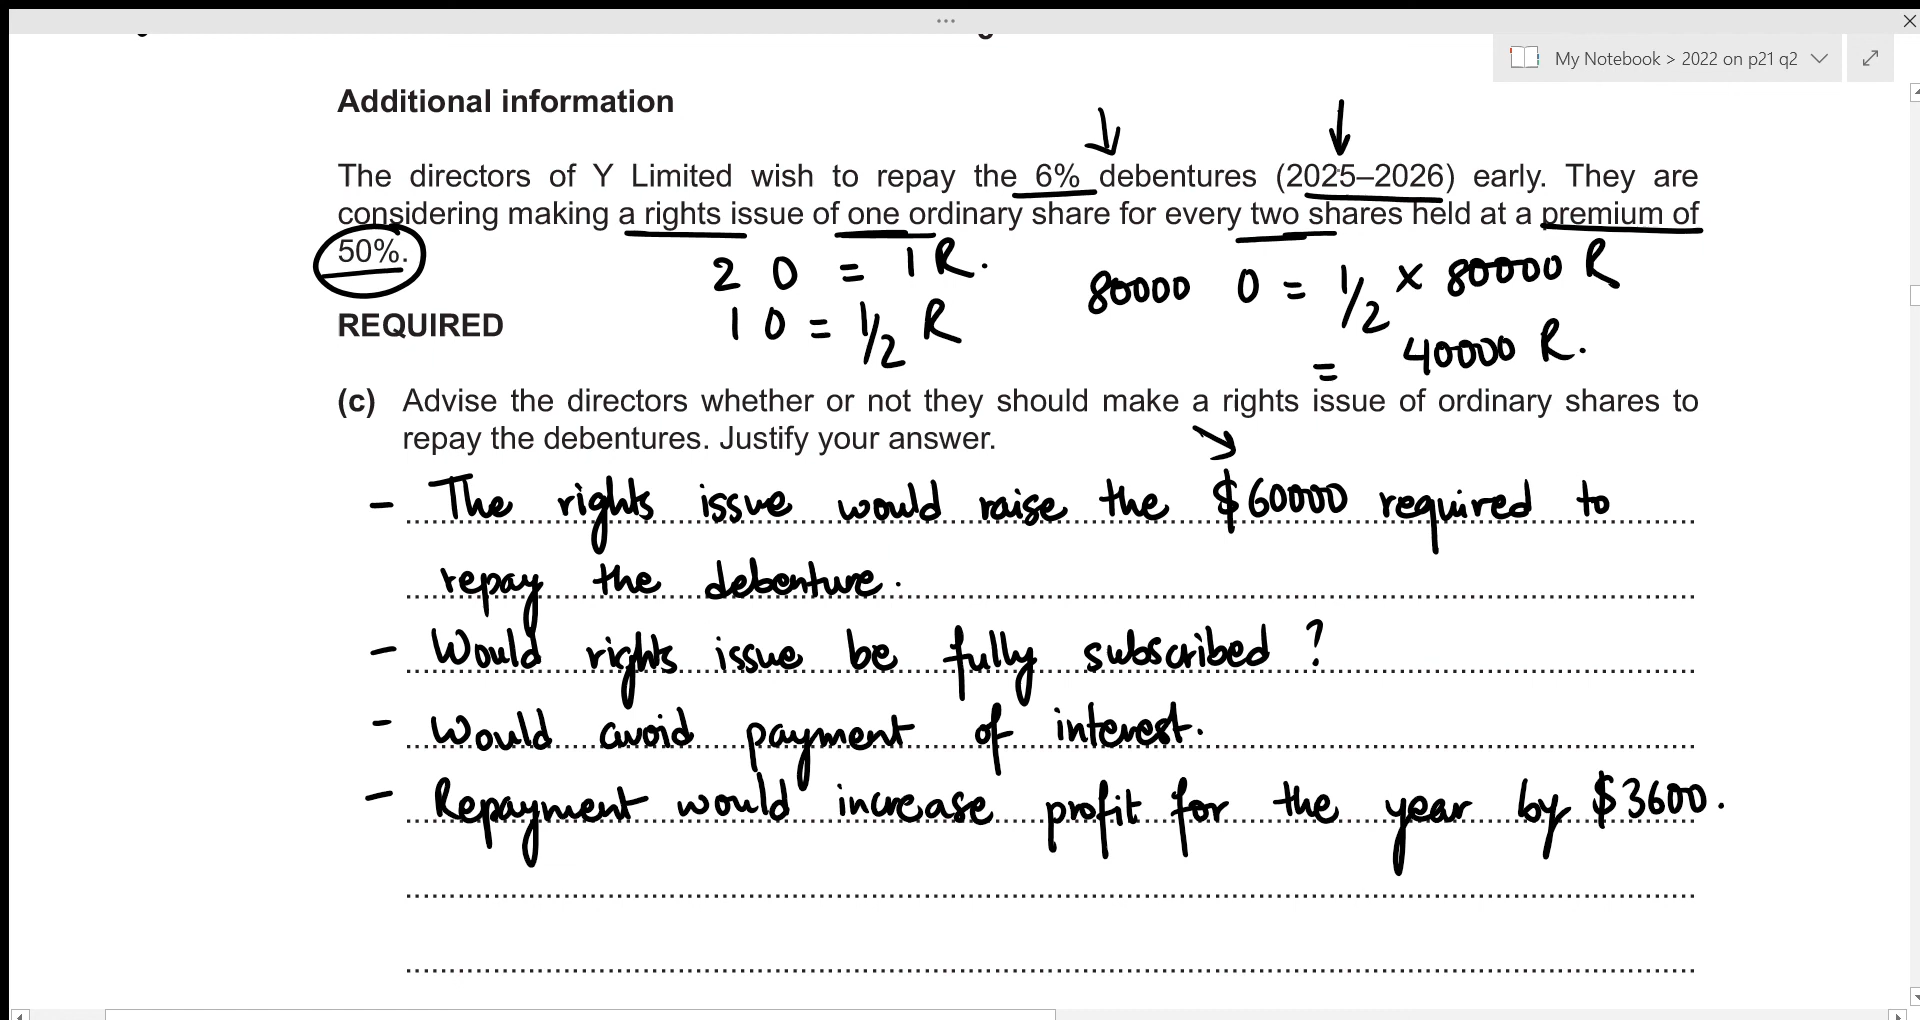 My Notebook > 2022 on p21 q2
Additional information
The directors of Y Limited wish to repay the 6% debentures (2025–2026) early. They are
considering making a rights issue of one ordinary share for every two shares held at a premium of
50%.
2 0 = 1 R.
80000 0 = 1/2 × 80000 R
REQUIRED
1 0 = 1/2 R
= 40000 R.
(c) Advise the directors whether or not they should make a rights issue of ordinary shares to
repay the debentures. Justify your answer.
- The rights issue would raise the $60000 required to
repay the debenture.
- Would rights issue be fully subscribed ?
- Would avoid payment of interest.
- Repayment would increase profit for the year by $3600.